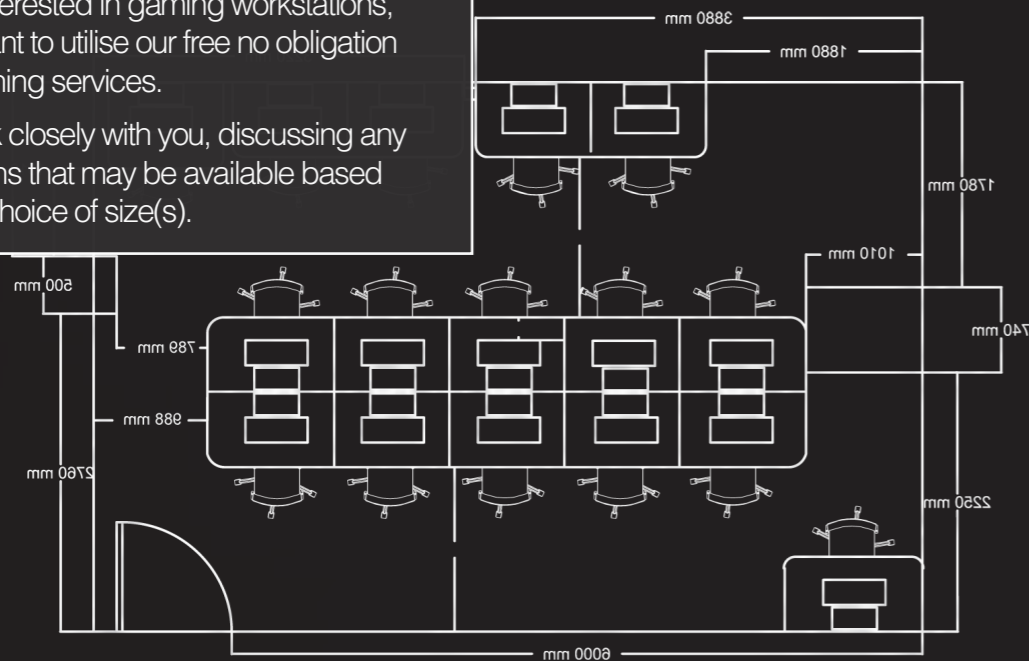 terested in gaming workstations,
ant to utilise our free no obligation
ning services.
k closely with you, discussing any
ns that may be available based
hoice of size(s).
3880 mm
1880 mm
1780 mm
1010 mm
500 mm
740 mm
789 mm
988 mm
2760 mm
2250 mm
6000 mm